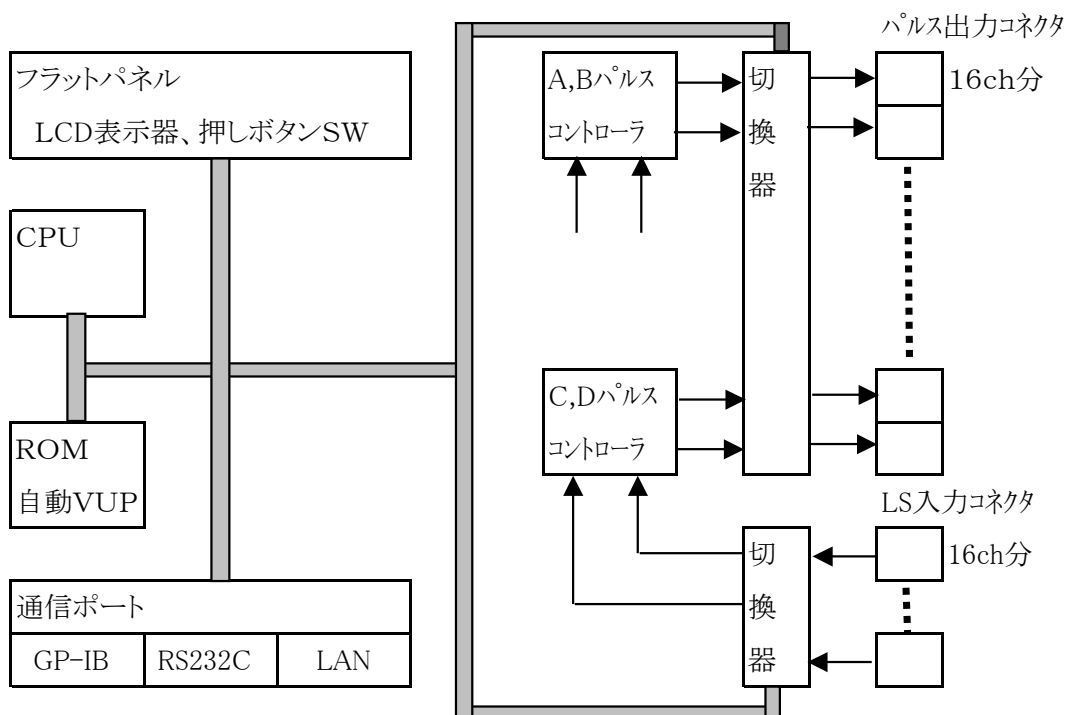 パルス出力コネクタ
フラットパネル
LCD表示器、押しボタンSW
A,Bパルス
コントローラ
切
換
器
16ch分
CPU
C,Dパルス
コントローラ
ROM
自動VUP
LS入力コネクタ
切
換
器
16ch分
通信ポート
GP-IB
RS232C
LAN